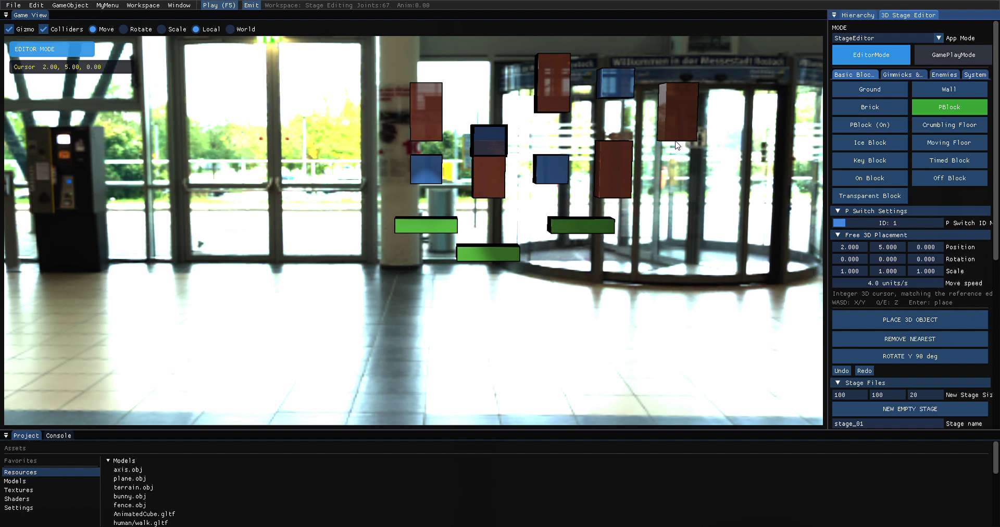 File Edit GameObject MyMenu Workspace Window Play (F5) Emit Workspace: Stage Editing Joints:67 Anim:0.00
Game View
Gizmo Colliders Move Rotate Scale Local World
EDITOR MODE
Cursor 2.00, 5.00, 0.00
Willkommen in der Messestadt Rostock
Hierarchy 3D Stage Editor
MODE
StageEditor App Mode
EditorMode GamePlayMode
Basic Bloc… Gimmicks &… Enemies System
Ground Wall
Brick PBlock
PBlock (On) Crumbling Floor
Ice Block Moving Floor
Key Block Timed Block
On Block Off Block
Transparent Block
P Switch Settings
ID: 1 P Switch ID N
Free 3D Placement
2.000 5.000 0.000 Position
0.000 0.000 0.000 Rotation
1.000 1.000 1.000 Scale
4.0 units/s Move speed
Integer 3D cursor, matching the reference ed
WASD: X/Y Q/E: Z Enter: place
PLACE 3D OBJECT
REMOVE NEAREST
ROTATE Y 90 deg
Undo Redo
Stage Files
100 100 20 New Stage Siz
NEW EMPTY STAGE
stage_01 Stage name
Project Console
Assets
Favorites
Resources
Models
Textures
Shaders
Settings
Models
axis.obj
plane.obj
terrain.obj
bunny.obj
fence.obj
AnimatedCube.gltf
human/walk.gltf